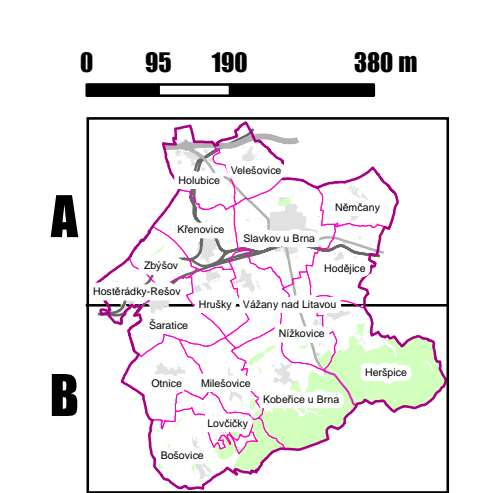 0 95 190 380 m
A
Holubice
Velešovice
Němčany
Křenovice
Slavkov u Brna
Zbýšov
Hodějice
Hostěrádky-Rešov
Hrušky
Vážany nad Litavou
B
Šaratice
Nížkovice
Heršpice
Otnice
Milešovice
Kobeřice u Brna
Lovčičky
Bošovice